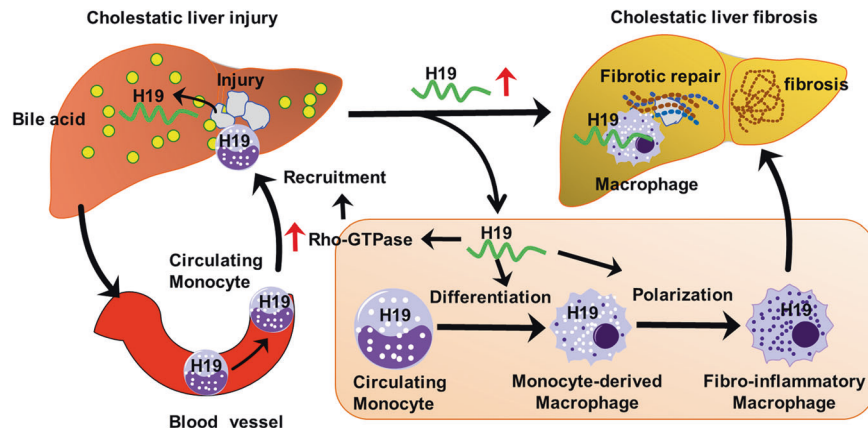 Cholestatic liver injury
Cholestatic liver fibrosis
H19
Injury
Bile acid
H19
H19
Fibrotic repair
fibrosis
H19
Macrophage
Recruitment
Rho-GTPase
H19
Circulating
Monocyte
H19
H19
Blood vessel
Differentiation
Polarization
H19
H19
H19
Circulating
Monocyte
Monocyte-derived
Macrophage
Fibro-inflammatory
Macrophage